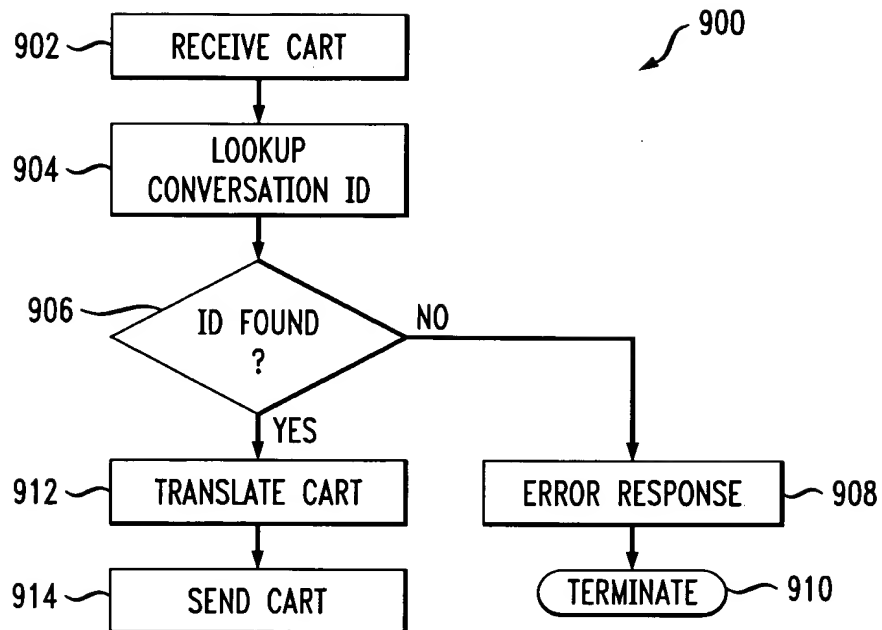 900
902
RECEIVE CART
904
LOOKUP
CONVERSATION ID
906
ID FOUND
?
NO
YES
912
TRANSLATE CART
ERROR RESPONSE
908
914
SEND CART
TERMINATE
910